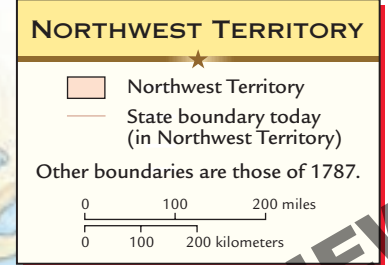 NORTHWEST TERRITORY
Northwest Territory
State boundary today
(in Northwest Territory)
Other boundaries are those of 1787.
0 100 200 miles
0 100 200 kilometers